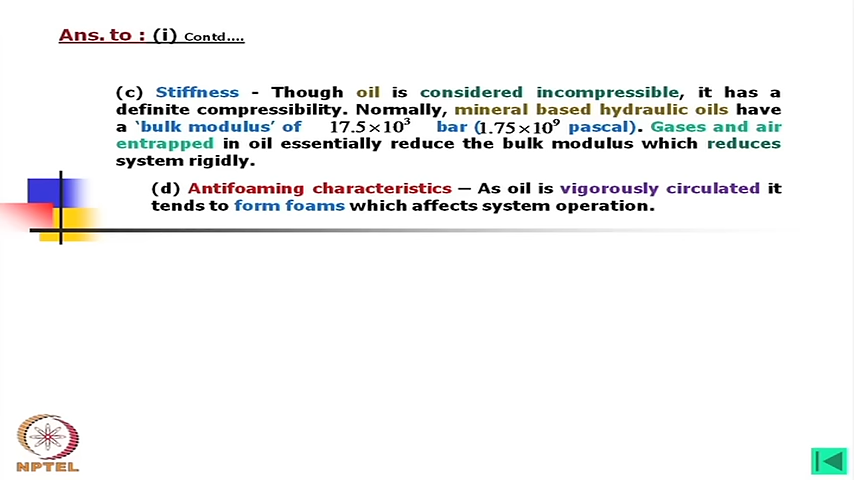 Ans. to : (i) Contd....
(c) Stiffness - Though oil is considered incompressible, it has a
definite compressibility. Normally, mineral based hydraulic oils have
a ‘bulk modulus’ of 17.5×10³ bar (1.75×10⁹ pascal). Gases and air
entrapped in oil essentially reduce the bulk modulus which reduces
system rigidly.
(d) Antifoaming characteristics – As oil is vigorously circulated it
tends to form foams which affects system operation.
NPTEL